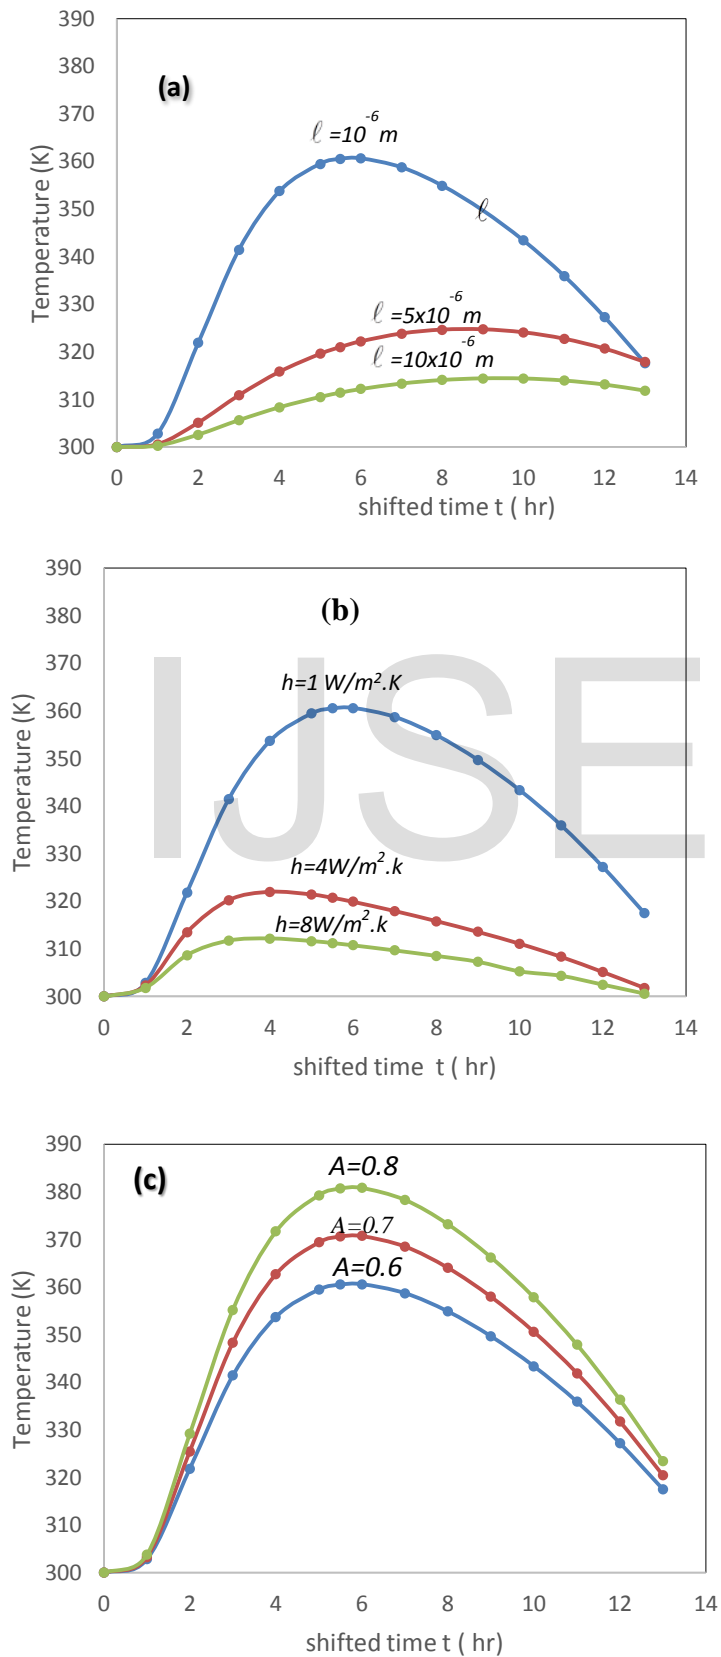 390
380
370
360
350
340
330
320
310
300
Temperature (K)
(a)
ℓ =10⁻⁶ m
ℓ
ℓ =5x10⁻⁶ m
ℓ =10x10⁻⁶ m
0 2 4 6 8 10 12 14
shifted time t ( hr)
390
380
370
360
350
340
330
320
310
300
Temperature (K)
(b)
IJSE
h=1 W/m².K
h=4W/m².k
h=8W/m².k
0 2 4 6 8 10 12 14
shifted time t ( hr)
390
380
370
360
350
340
330
320
310
300
Temperature (K)
(c)
A=0.8
A=0.7
A=0.6
0 2 4 6 8 10 12 14
shifted time t ( hr)